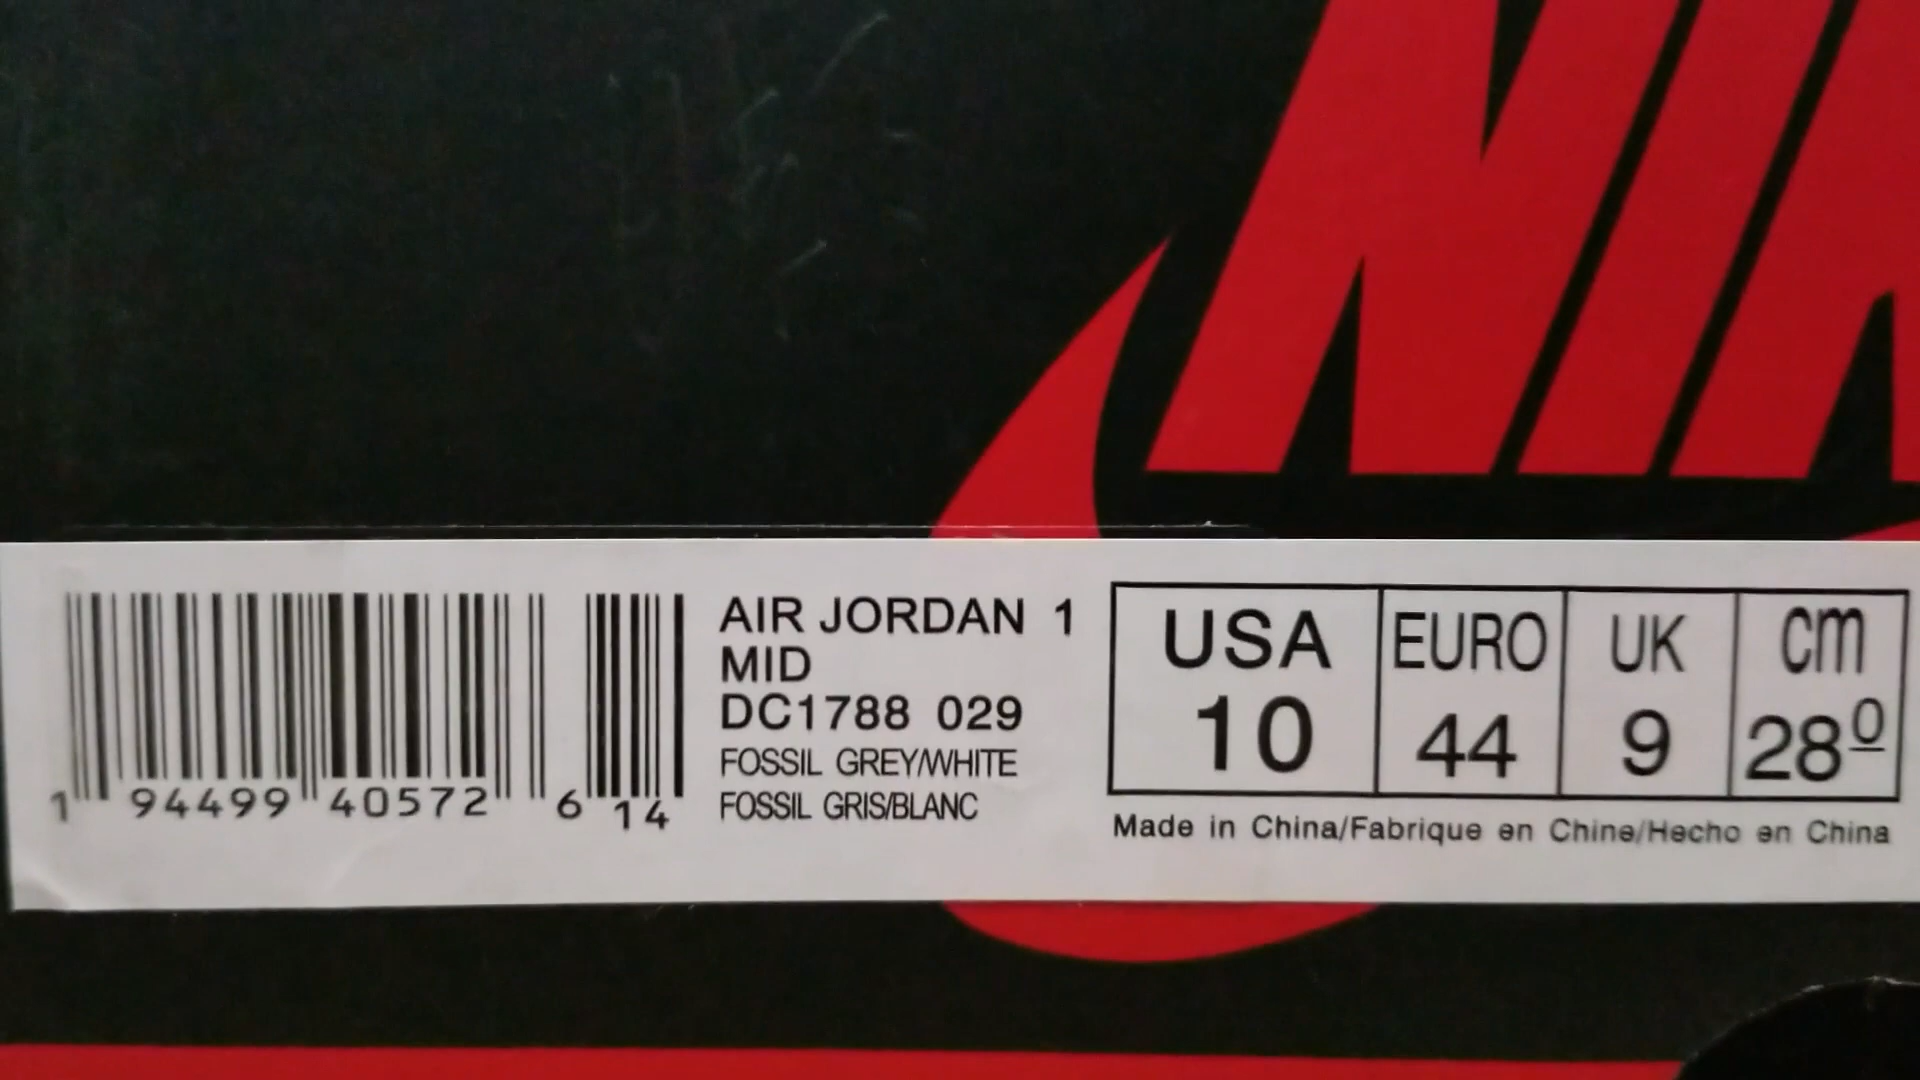 NIK
AIR JORDAN 1
MID
DC1788 029
FOSSIL GREY/WHITE
FOSSIL GRIS/BLANC
1 94499 40572 6 14
USA EURO UK cm
10 44 9 28⁰
Made in China/Fabrique en Chine/Hecho en China